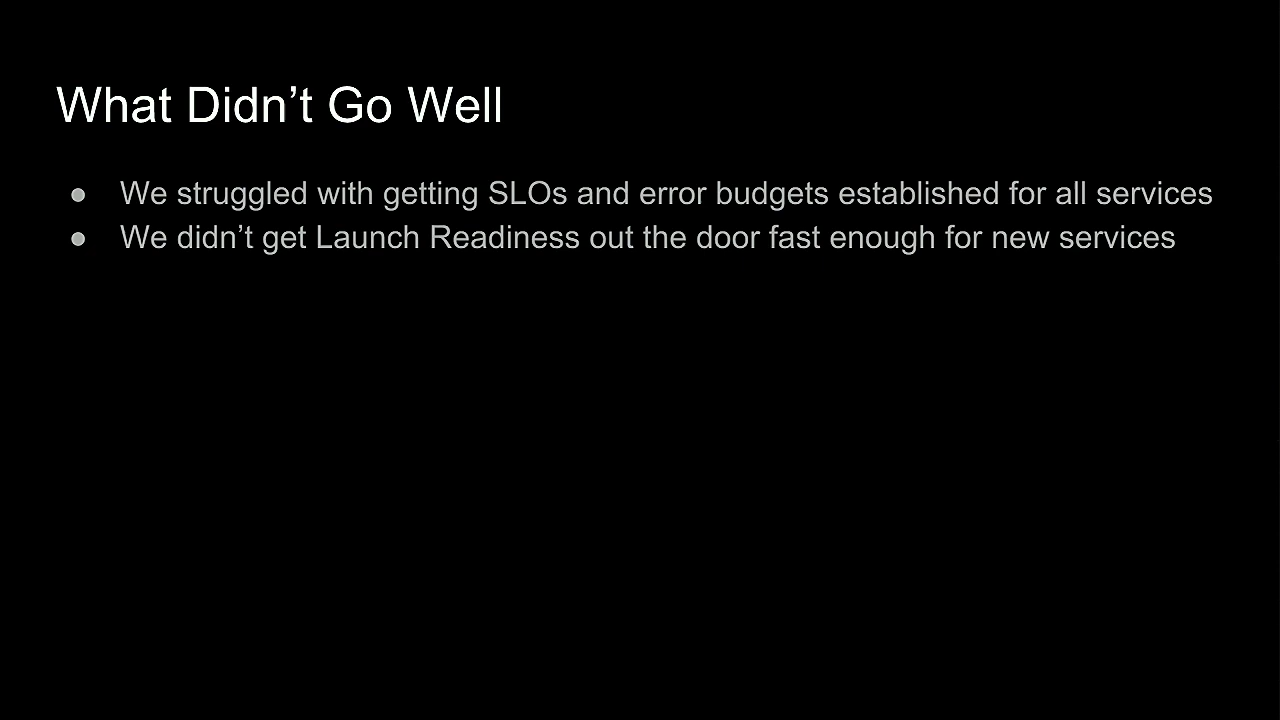 What Didn’t Go Well
● We struggled with getting SLOs and error budgets established for all services
● We didn’t get Launch Readiness out the door fast enough for new services